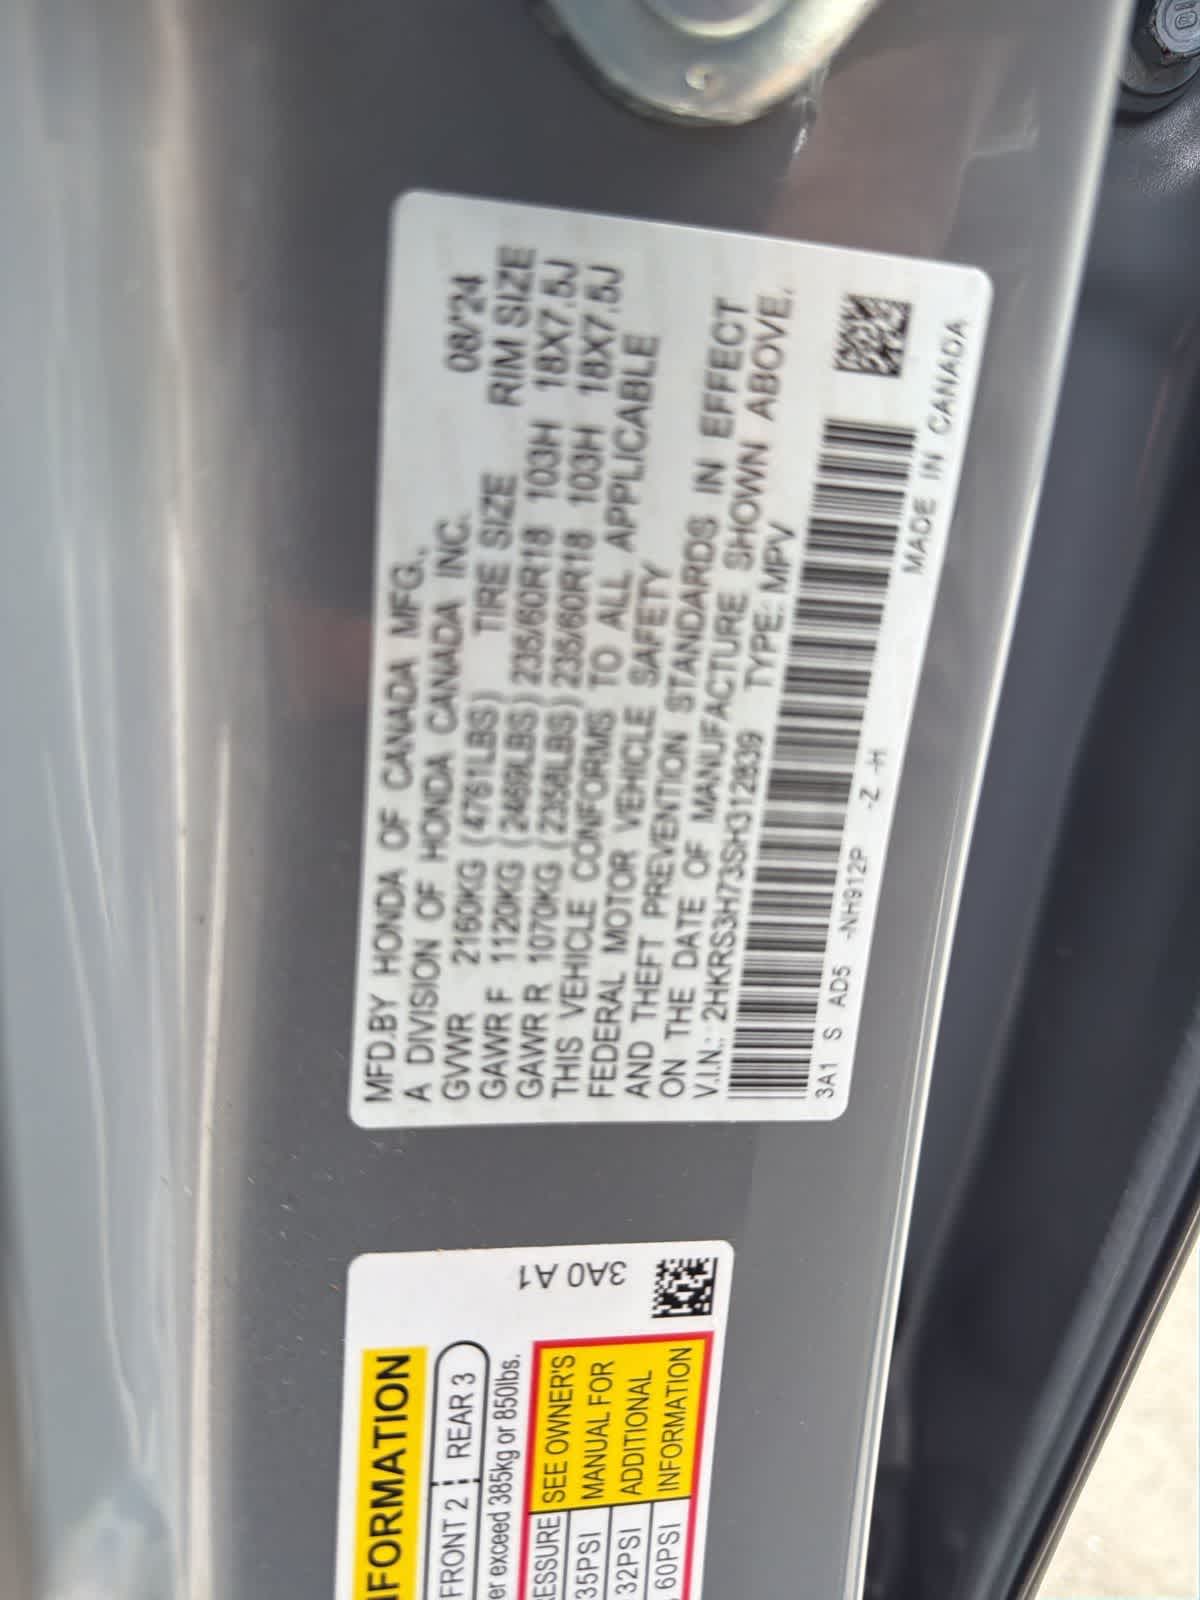 MFD.BY HONDA OF CANADA MFG.,
A DIVISION OF HONDA CANADA INC. 08/'24
GVWR 2160KG (4761LBS) TIRE SIZE RIM SIZE
GAWR F 1120KG (2469LBS) 235/60R18 103H 18X7.5J
GAWR R 1070KG (2358LBS) 235/60R18 103H 18X7.5J
THIS VEHICLE CONFORMS TO ALL APPLICABLE
FEDERAL MOTOR VEHICLE SAFETY
AND THEFT PREVENTION STANDARDS IN EFFECT
ON THE DATE OF MANUFACTURE SHOWN ABOVE.
V.I.N.: 2HKRS3H73SH312839 TYPE: MPV
3A1 S AD5 -NH912P -Z -H
MADE IN CANADA
3A0 A1
NFORMATION
FRONT 2 REAR 3
er exceed 385kg or 850lbs.
ESSURE SEE OWNER'S
35PSI MANUAL FOR
32PSI ADDITIONAL
60PSI INFORMATION